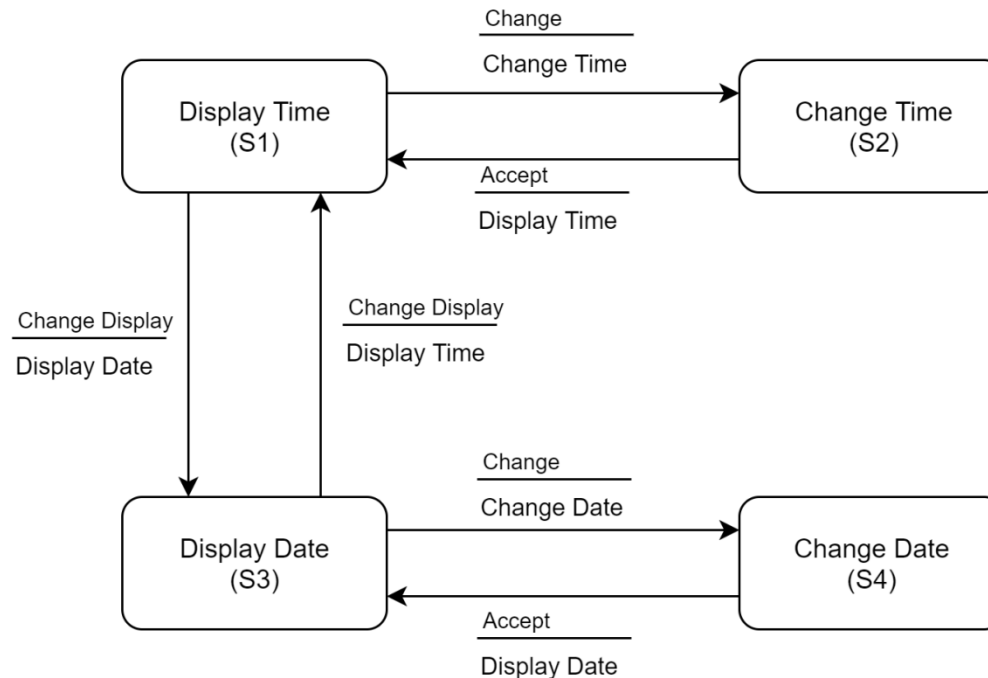 Change
Change Time
Display Time
(S1)
Change Time
(S2)
Accept
Display Time
Change Display
Display Date
Change Display
Display Time
Change
Change Date
Display Date
(S3)
Change Date
(S4)
Accept
Display Date